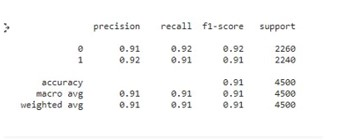 precision recall f1-score support
0 0.91 0.92 0.92 2260
1 0.92 0.91 0.91 2240
accuracy 0.91 4500
macro avg 0.91 0.91 0.91 4500
weighted avg 0.91 0.91 0.91 4500